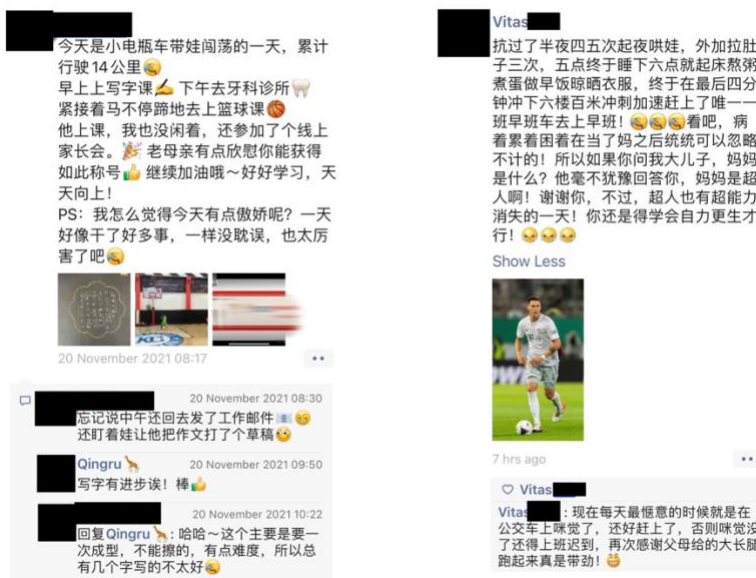 今天是小电瓶车带娃闯荡的一天，累计
行驶14公里
早上上写字课✍️ 下午去牙科诊所🦷
紧接着马不停蹄地去上篮球课🏀
他上课，我也没闲着，还参加了个线上
家长会。🎉 老母亲有点欣慰你能获得
如此称号👍 继续加油哦～好好学习，天
天向上！
PS：我怎么觉得今天有点傲娇呢？一天
好像干了好多事，一样没耽误，也太厉
害了吧
20 November 2021 08:17
20 November 2021 08:30
忘记说中午还回去发了工作邮件📧😏
还盯着娃让他把作文打了个草稿
Qingru🦒 20 November 2021 09:50
写字有进步诶！棒👍
20 November 2021 10:22
回复Qingru🦒：哈哈～这个主要是要一
次成型，不能擦的，有点难度，所以总
有几个字写的不太好
Vitas
抗过了半夜四五次起夜哄娃，外加拉肚
子三次，五点终于睡下六点就起床熬粥
煮蛋做早饭晾晒衣服，终于在最后四分
钟冲下六楼百米冲刺加速赶上了唯一一
班早班车去上早班！看吧，病
着累着困着在当了妈之后统统可以忽略
不计的！所以如果你问我大儿子，妈妈
是什么？他毫不犹豫回答你，妈妈是超
人啊！谢谢你，不过，超人也有超能力
消失的一天！你还是得学会自力更生才
行！😂😂😂
Show Less
7 hrs ago
Vitas
Vitas：现在每天最惬意的时候就是在
公交车上咪觉了，还好赶上了，否则咪觉没
了还得上班迟到，再次感谢父母给的大长腿
跑起来真是带劲！